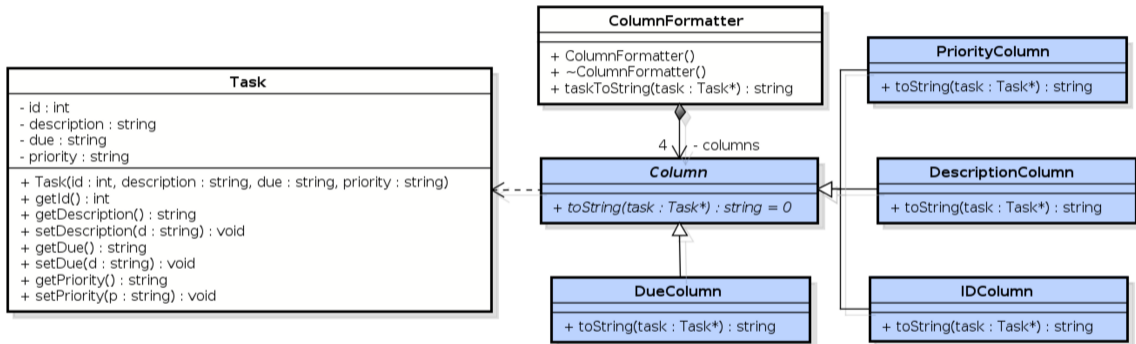 Task
- id : int
- description : string
- due : string
- priority : string
+ Task(id : int, description : string, due : string, priority : string)
+ getId() : int
+ getDescription() : string
+ setDescription(d : string) : void
+ getDue() : string
+ setDue(d : string) : void
+ getPriority() : string
+ setPriority(p : string) : void
ColumnFormatter
+ ColumnFormatter()
+ ~ColumnFormatter()
+ taskToString(task : Task*) : string
4 - columns
Column
+ toString(task : Task*) : string = 0
DueColumn
+ toString(task : Task*) : string
PriorityColumn
+ toString(task : Task*) : string
DescriptionColumn
+ toString(task : Task*) : string
IDColumn
+ toString(task : Task*) : string